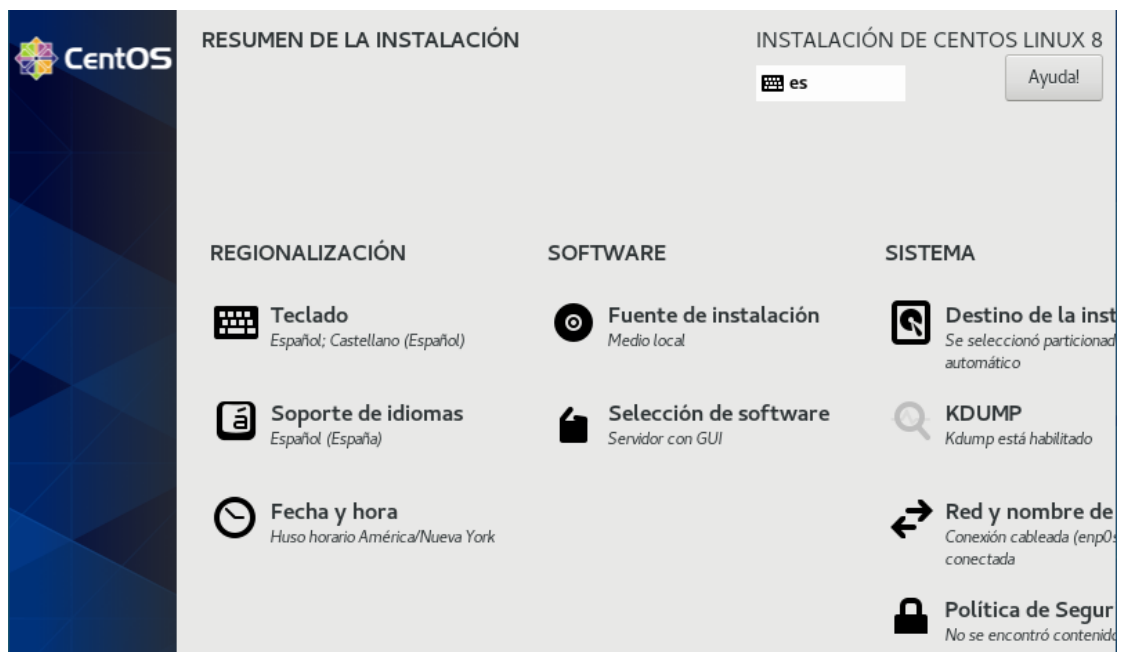 CentOS
RESUMEN DE LA INSTALACIÓN
INSTALACIÓN DE CENTOS LINUX 8
es
Ayuda!
REGIONALIZACIÓN
Teclado
Español; Castellano (Español)
Soporte de idiomas
Español (España)
Fecha y hora
Huso horario América/Nueva York
SOFTWARE
Fuente de instalación
Medio local
Selección de software
Servidor con GUI
SISTEMA
Destino de la inst
Se seleccionó particionad
automático
KDUMP
Kdump está habilitado
Red y nombre de
Conexión cableada (enp0s
conectada
Política de Segur
No se encontró contenido